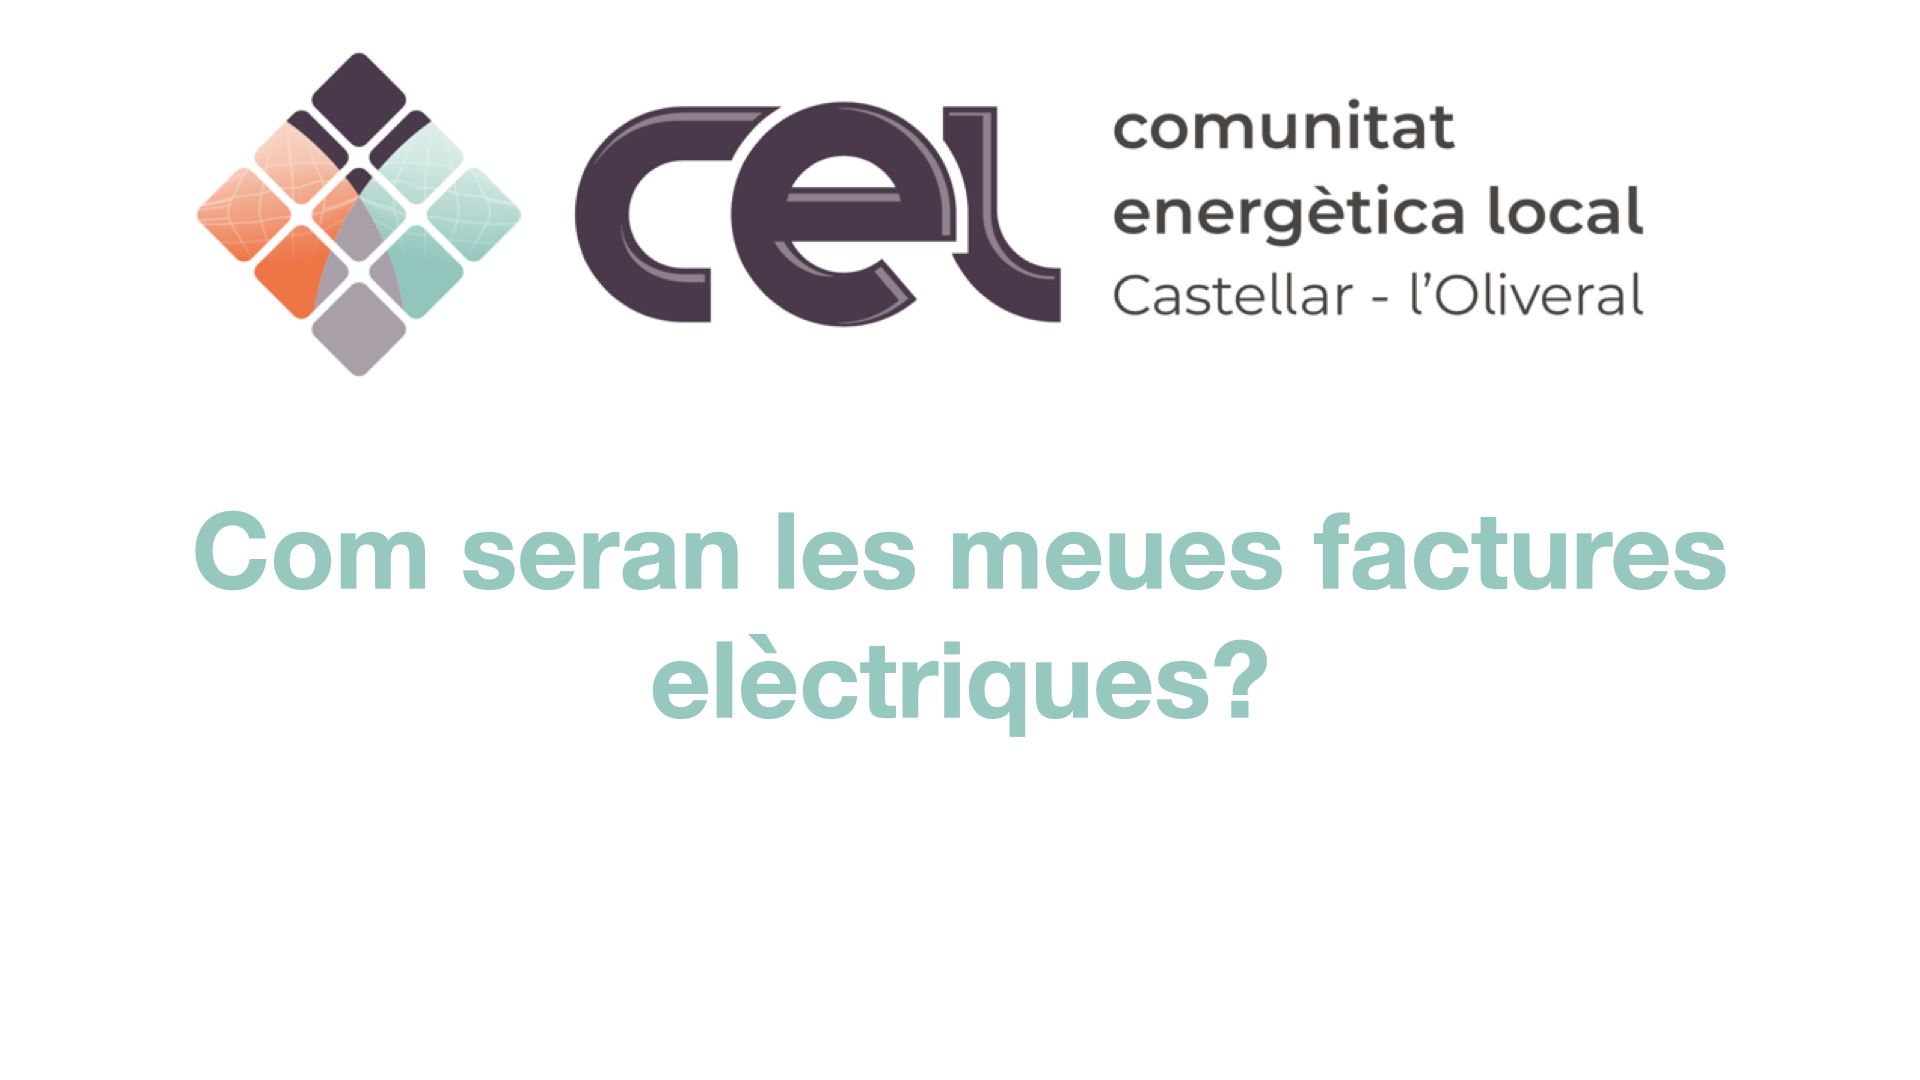 cel
comunitat
energètica local
Castellar - l’Oliveral
Com seran les meues factures
elèctriques?